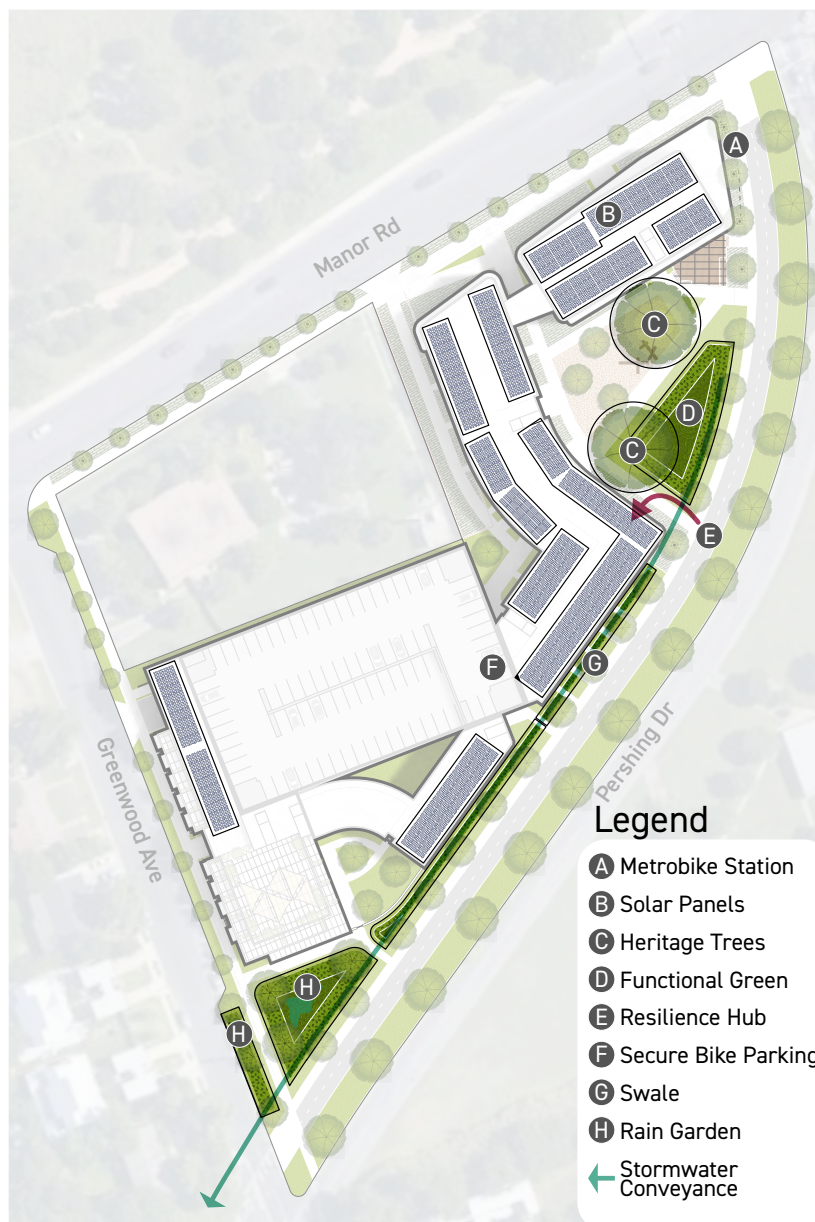 A
Manor Rd
B
C
D
C
E
F
G
Greenwood Ave
Pershing Dr
H
H
Legend
A Metrobike Station
B Solar Panels
C Heritage Trees
D Functional Green
E Resilience Hub
F Secure Bike Parking
G Swale
H Rain Garden
Stormwater
Conveyance